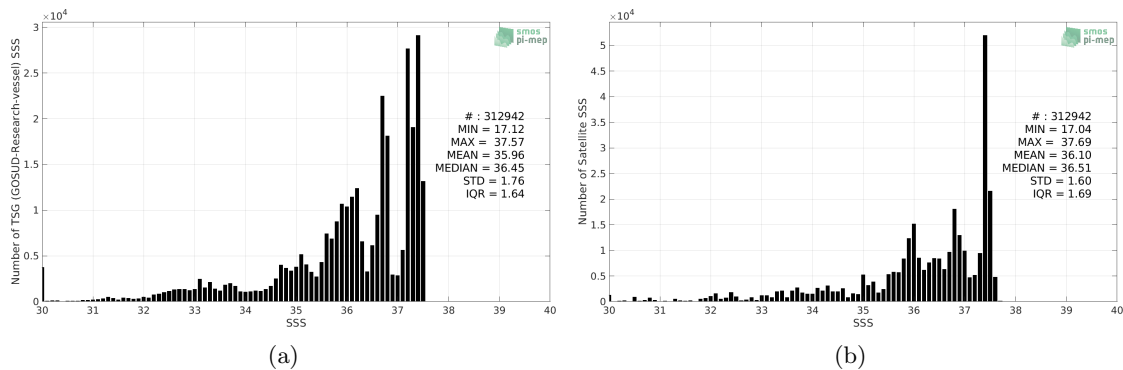 ×10^4
3
2.5
2
1.5
1
0.5
0
Number of TSG (GOSUD-Research-vessel) SSS
smos
pi-mep
# : 312942
MIN = 17.12
MAX = 37.57
MEAN = 35.96
MEDIAN = 36.45
STD = 1.76
IQR = 1.64
30 31 32 33 34 35 36 37 38 39 40
SSS
(a)
×10^4
5
4.5
4
3.5
3
2.5
2
1.5
1
0.5
0
Number of Satellite SSS
smos
pi-mep
# : 312942
MIN = 17.04
MAX = 37.69
MEAN = 36.10
MEDIAN = 36.51
STD = 1.60
IQR = 1.69
30 31 32 33 34 35 36 37 38 39 40
SSS
(b)